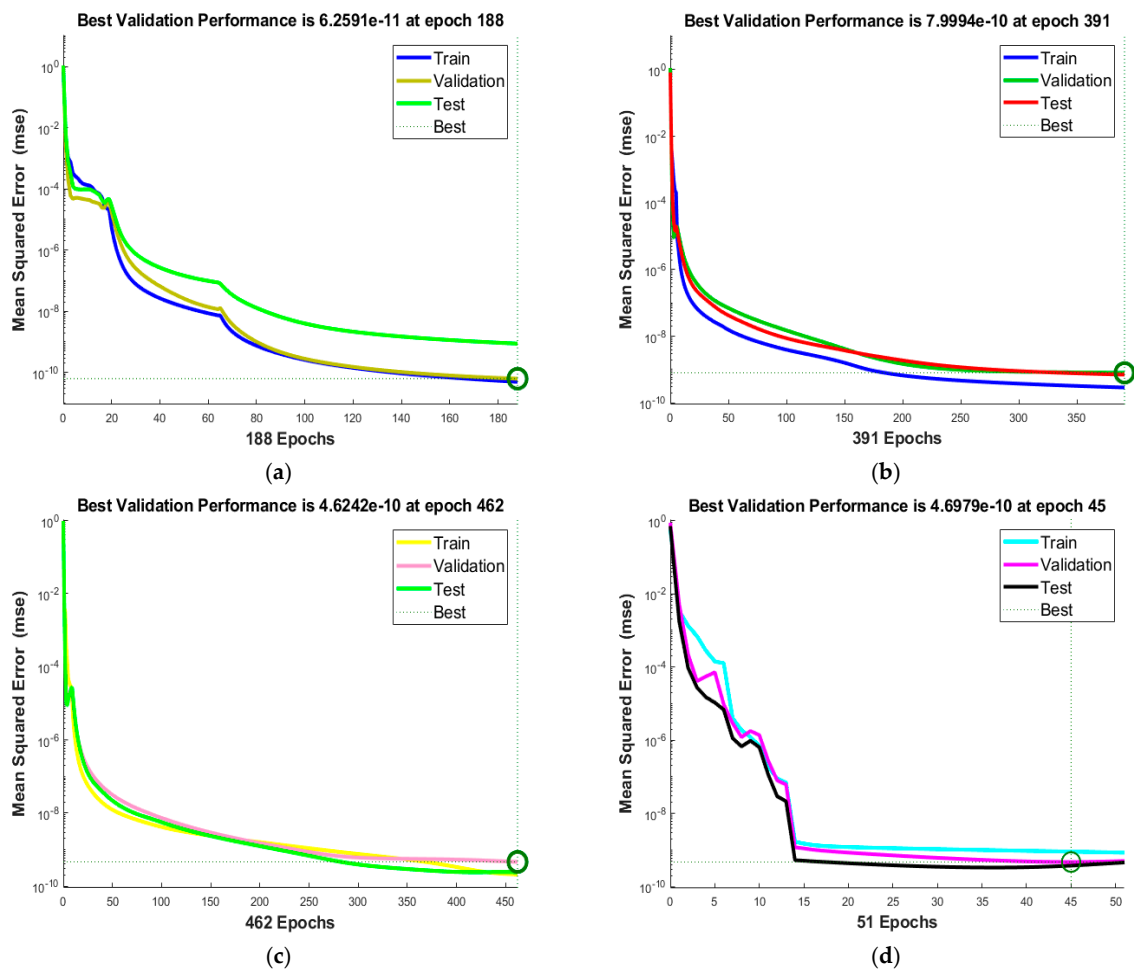 Best Validation Performance is 6.2591e-11 at epoch 188
Mean Squared Error (mse)
10^0
10^-2
10^-4
10^-6
10^-8
10^-10
Train
Validation
Test
Best
0 20 40 60 80 100 120 140 160 180
188 Epochs
(a)
Best Validation Performance is 7.9994e-10 at epoch 391
Mean Squared Error (mse)
10^0
10^-2
10^-4
10^-6
10^-8
10^-10
Train
Validation
Test
Best
0 50 100 150 200 250 300 350
391 Epochs
(b)
Best Validation Performance is 4.6242e-10 at epoch 462
Mean Squared Error (mse)
10^0
10^-2
10^-4
10^-6
10^-8
10^-10
Train
Validation
Test
Best
0 50 100 150 200 250 300 350 400 450
462 Epochs
(c)
Best Validation Performance is 4.6979e-10 at epoch 45
Mean Squared Error (mse)
10^0
10^-2
10^-4
10^-6
10^-8
10^-10
Train
Validation
Test
Best
0 5 10 15 20 25 30 35 40 45 50
51 Epochs
(d)